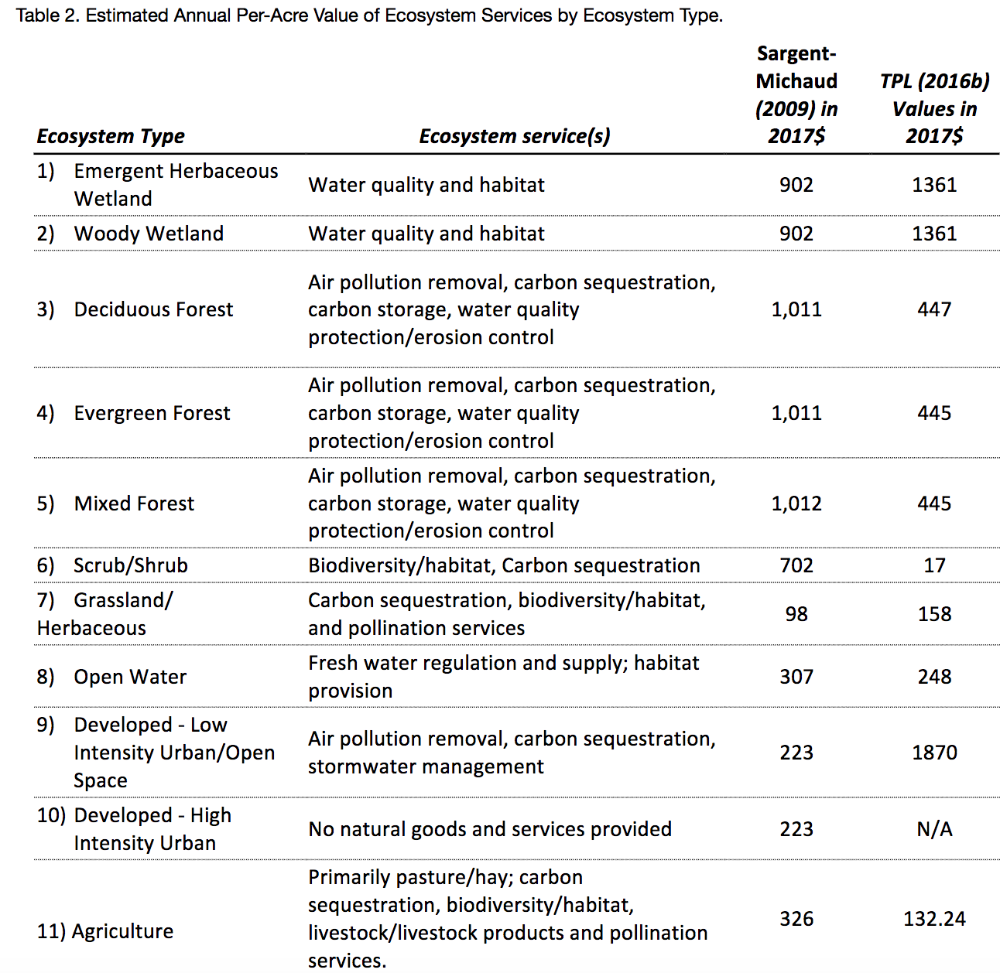 Table 2. Estimated Annual Per-Acre Value of Ecosystem Services by Ecosystem Type.
Sargent-
Michaud
(2009) in
2017$
TPL (2016b)
Values in
2017$
Ecosystem Type
Ecosystem service(s)
1) Emergent Herbaceous
Wetland
Water quality and habitat
902
1361
2) Woody Wetland
Water quality and habitat
902
1361
3) Deciduous Forest
Air pollution removal, carbon sequestration,
carbon storage, water quality
protection/erosion control
1,011
447
4) Evergreen Forest
Air pollution removal, carbon sequestration,
carbon storage, water quality
protection/erosion control
1,011
445
5) Mixed Forest
Air pollution removal, carbon sequestration,
carbon storage, water quality
protection/erosion control
1,012
445
6) Scrub/Shrub
Biodiversity/habitat, Carbon sequestration
702
17
7) Grassland/
Herbaceous
Carbon sequestration, biodiversity/habitat,
and pollination services
98
158
8) Open Water
Fresh water regulation and supply; habitat
provision
307
248
9) Developed - Low
Intensity Urban/Open
Space
Air pollution removal, carbon sequestration,
stormwater management
223
1870
10) Developed - High
Intensity Urban
No natural goods and services provided
223
N/A
11) Agriculture
Primarily pasture/hay; carbon
sequestration, biodiversity/habitat,
livestock/livestock products and pollination
services.
326
132.24